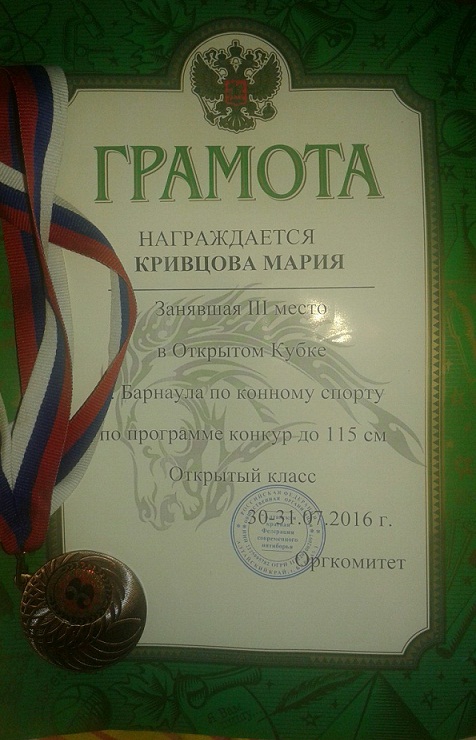 ГРАМОТА
НАГРАЖДАЕТСЯ
КРИВЦОВА МАРИЯ
Занявшая III место
в Открытом Кубке
. Барнаула по конному спорту
по программе конкур до 115 см
Открытый класс
30-31.07.2016 г.
Оргкомитет